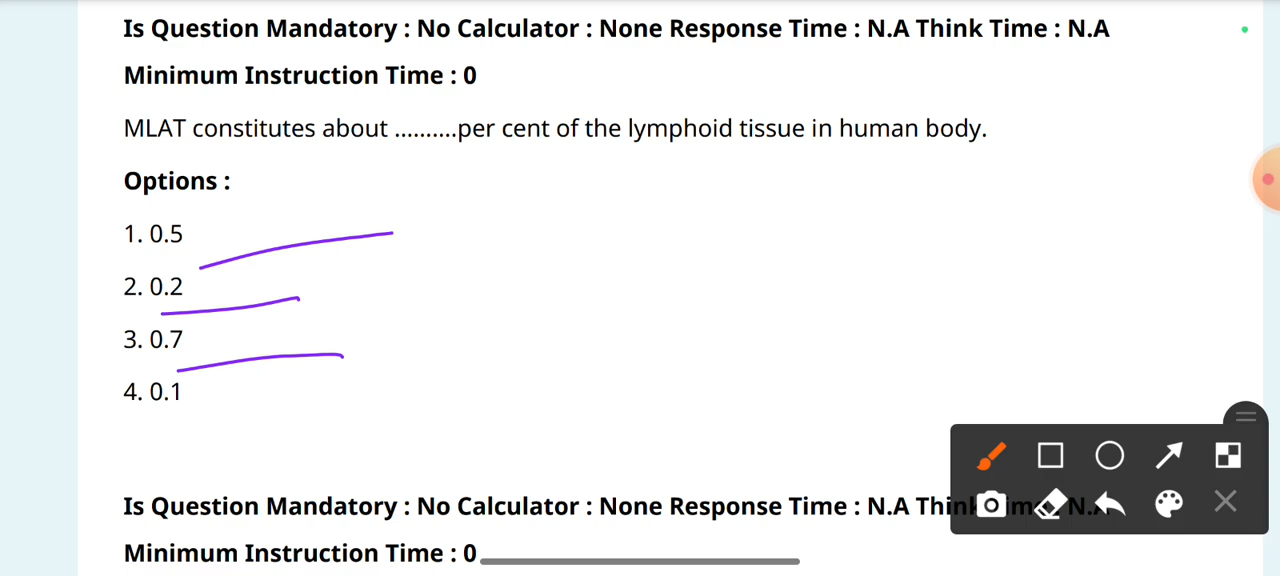 Is Question Mandatory : No Calculator : None Response Time : N.A Think Time : N.A
Minimum Instruction Time : 0
MLAT constitutes about ..........per cent of the lymphoid tissue in human body.
Options :
1. 0.5
2. 0.2
3. 0.7
4. 0.1
Is Question Mandatory : No Calculator : None Response Time : N.A
Minimum Instruction Time : 0